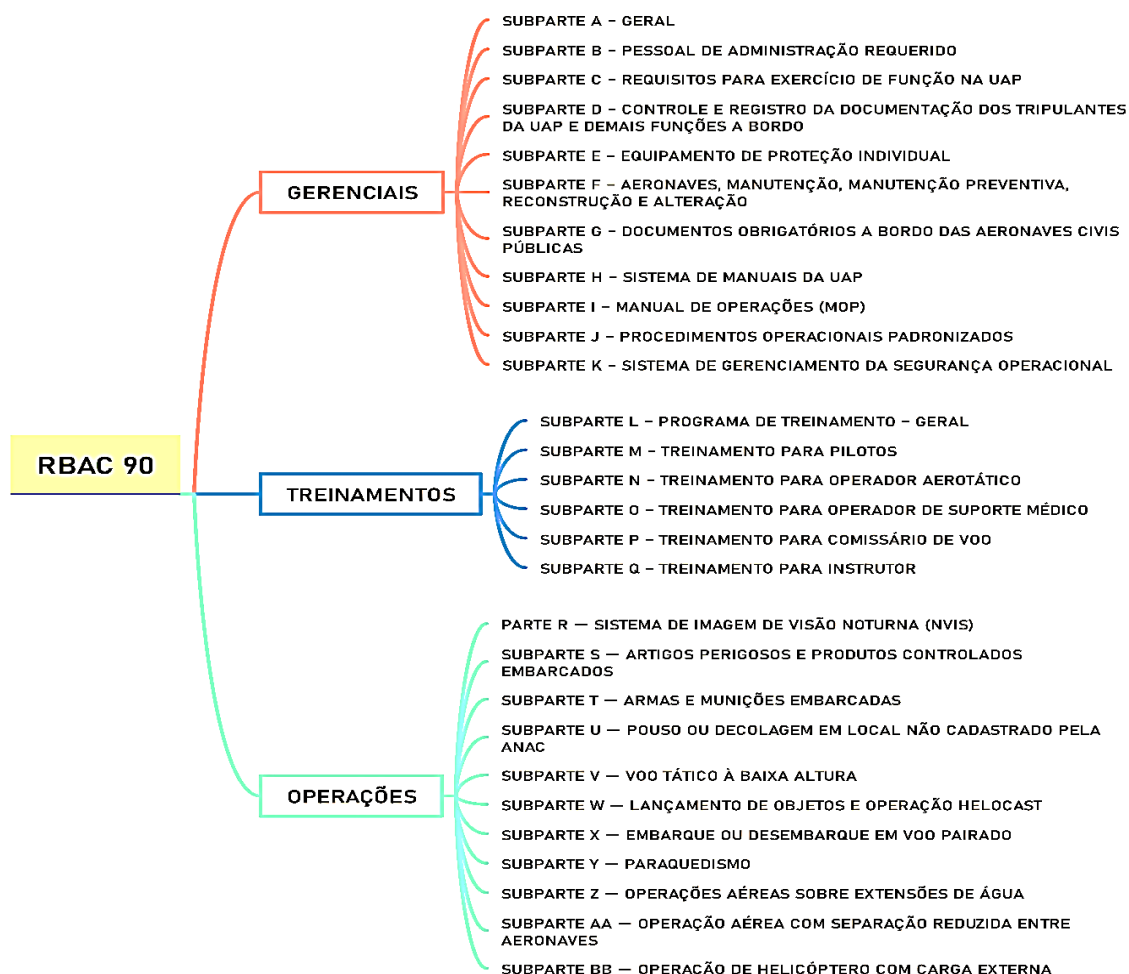 SUBPARTE A – GERAL
SUBPARTE B – PESSOAL DE ADMINISTRAÇÃO REQUERIDO
SUBPARTE C – REQUISITOS PARA EXERCÍCIO DE FUNÇÃO NA UAP
SUBPARTE D – CONTROLE E REGISTRO DA DOCUMENTAÇÃO DOS TRIPULANTES
DA UAP E DEMAIS FUNÇÕES A BORDO
SUBPARTE E – EQUIPAMENTO DE PROTEÇÃO INDIVIDUAL
GERENCIAIS
SUBPARTE F – AERONAVES, MANUTENÇÃO, MANUTENÇÃO PREVENTIVA,
RECONSTRUÇÃO E ALTERAÇÃO
SUBPARTE G – DOCUMENTOS OBRIGATÓRIOS A BORDO DAS AERONAVES CIVIS
PÚBLICAS
SUBPARTE H – SISTEMA DE MANUAIS DA UAP
SUBPARTE I – MANUAL DE OPERAÇÕES (MOP)
SUBPARTE J – PROCEDIMENTOS OPERACIONAIS PADRONIZADOS
SUBPARTE K – SISTEMA DE GERENCIAMENTO DA SEGURANÇA OPERACIONAL
RBAC 90
SUBPARTE L – PROGRAMA DE TREINAMENTO – GERAL
SUBPARTE M – TREINAMENTO PARA PILOTOS
SUBPARTE N – TREINAMENTO PARA OPERADOR AEROTÁTICO
TREINAMENTOS
SUBPARTE O – TREINAMENTO PARA OPERADOR DE SUPORTE MÉDICO
SUBPARTE P – TREINAMENTO PARA COMISSÁRIO DE VOO
SUBPARTE Q – TREINAMENTO PARA INSTRUTOR
PARTE R — SISTEMA DE IMAGEM DE VISÃO NOTURNA (NVIS)
SUBPARTE S — ARTIGOS PERIGOSOS E PRODUTOS CONTROLADOS
EMBARCADOS
SUBPARTE T — ARMAS E MUNIÇÕES EMBARCADAS
SUBPARTE U — POUSO OU DECOLAGEM EM LOCAL NÃO CADASTRADO PELA
ANAC
SUBPARTE V — VOO TÁTICO À BAIXA ALTURA
OPERAÇÕES
SUBPARTE W — LANÇAMENTO DE OBJETOS E OPERAÇÃO HELOCAST
SUBPARTE X — EMBARQUE OU DESEMBARQUE EM VOO PAIRADO
SUBPARTE Y — PARAQUEDISMO
SUBPARTE Z — OPERAÇÕES AÉREAS SOBRE EXTENSÕES DE ÁGUA
SUBPARTE AA — OPERAÇÃO AÉREA COM SEPARAÇÃO REDUZIDA ENTRE
AERONAVES
SUBPARTE BB — OPERAÇÃO DE HELICÓPTERO COM CARGA EXTERNA